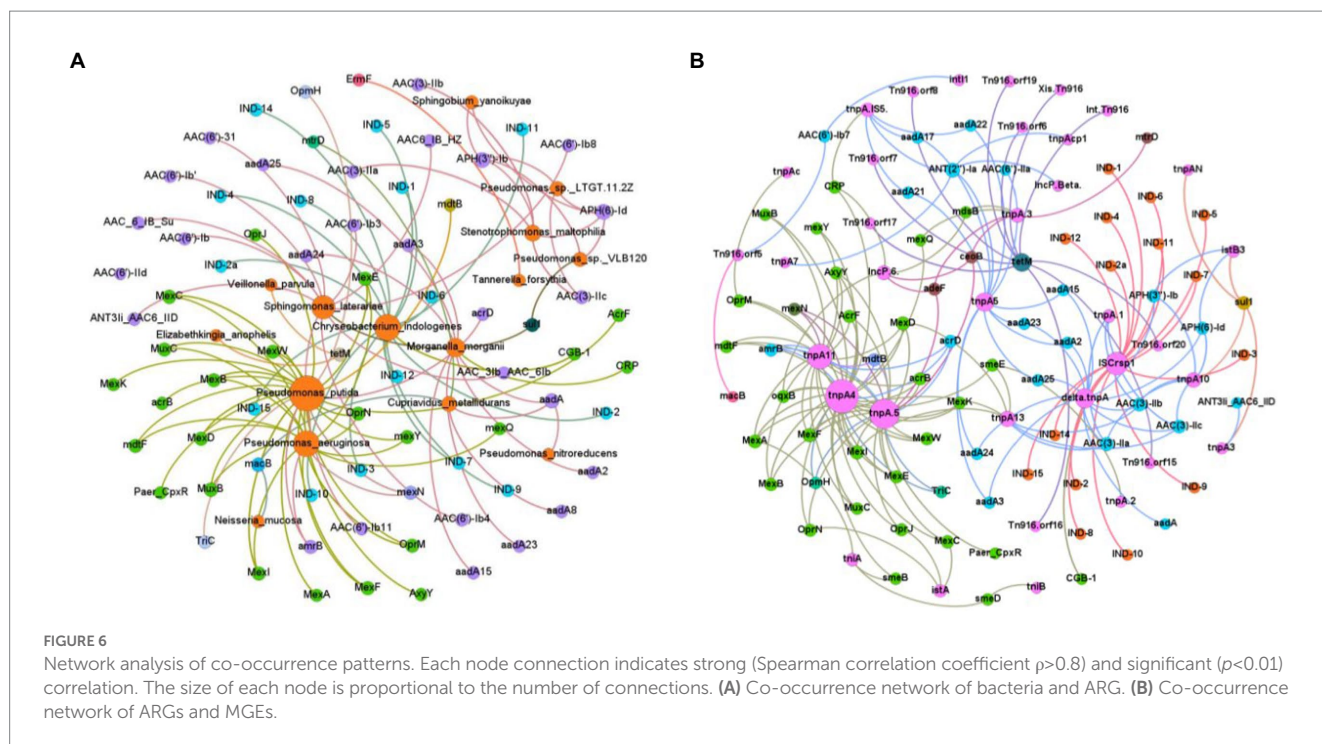 A
B
ErmF
AAC(3)-IIb
OpmH
Sphingobium_yanoikuyae
IND-14
IND-5
IND-11
mtrD
AAC6_IB_HZ
AAC(6')-31
APH(3")-Ib
AAC(6')-Ib8
aadA25
AAC(3)-IIa
AAC(6')-Ib'
Pseudomonas_sp._LTGT.11.2Z
IND-4
IND-8
IND-1
mdtB
APH(6)-Id
AAC_6_IB_Su
AAC(6')-Ib3
Stenotrophomonas_maltophilia
AAC(6')-Ib
OprJ
aadA24
aadA3
Pseudomonas_sp._VLB120
AAC(6')-IId
IND-2a
MexE
Tannerella_forsythia
Veillonella_parvula
MexC
IND-6
AAC(3)-IIc
Sphingomonas_laterariae
ANT3Ii_AAC6_IID
acrD
AcrF
Chryseobacterium_indologenes
sul1
Elizabethkingia_anophelis
MuxC
MexW
tetM
Morganella_morganii
CGB-1
CRP
MexK
MexB
IND-12
AAC_3Ib_AAC_6Ib
Pseudomonas_putida
acrB
IND-15
OprN
Cupriavidus_metallidurans
aadA
IND-2
mdtF
MexD
Pseudomonas_aeruginosa
mexY
mexQ
macB
IND-3
IND-7
Pseudomonas_nitroreducens
aadA2
Paer_CpxR
MuxB
IND-10
mexN
IND-9
Neisseria_mucosa
AAC(6')-Ib11
AAC(6')-Ib4
aadA8
TriC
amrB
OprM
aadA23
MexI
aadA15
MexA
MexF
AxyY
intI1
Tn916.orf19
Xis.Tn916
tnpA.IS5.
Tn916.orf8
Int.Tn916
AAC(6')-Ib7
aadA17
aadA22
Tn916.orf6
tnpAcp1
mtrD
Tn916.orf7
ANT(2")-Ia
AAC(6')-IIa
IND-1
tnpAN
tnpAc
CRP
aadA21
IncP.Beta.
IND-6
MuxB
mdsB
tnpA.3
IND-4
IND-5
mexY
Tn916.orf17
mexQ
IND-12
IND-11
istB3
Tn916.orf5
tnpA7
AxyY
IncP.6.
ceoB
tetM
IND-2a
IND-7
adeF
aadA15
APH(3")-Ib
sul1
OprM
mexN
AcrF
MexD
tnpA5
tnpA.1
APH(6)-Id
mdtF
amrB
tnpA11
mdtB
acrD
aadA23
aadA2
Tn916.orf20
IND-3
macB
oqxB
acrB
smeE
aadA25
ISCrsp1
tnpA10
tnpA4
MexK
delta.tnpA
AAC(3)-IIb
ANT3Ii_AAC6_IID
tnpA.5
tnpA13
AAC(3)-IIc
MexA
MexF
MexW
IND-14
AAC(3)-IIa
tnpA3
MexI
aadA24
MexB
OpmH
MexE
TriC
IND-15
Tn916.orf15
IND-2
IND-9
MuxC
aadA3
tnpA.2
OprN
OprJ
MexC
Tn916.orf16
aadA
IND-8
Paer_CpxR
IND-10
tniA
smeB
istA
tniB
CGB-1
smeD
FIGURE 6
Network analysis of co-occurrence patterns. Each node connection indicates strong (Spearman correlation coefficient ρ>0.8) and significant (p<0.01)
correlation. The size of each node is proportional to the number of connections. (A) Co-occurrence network of bacteria and ARG. (B) Co-occurrence
network of ARGs and MGEs.